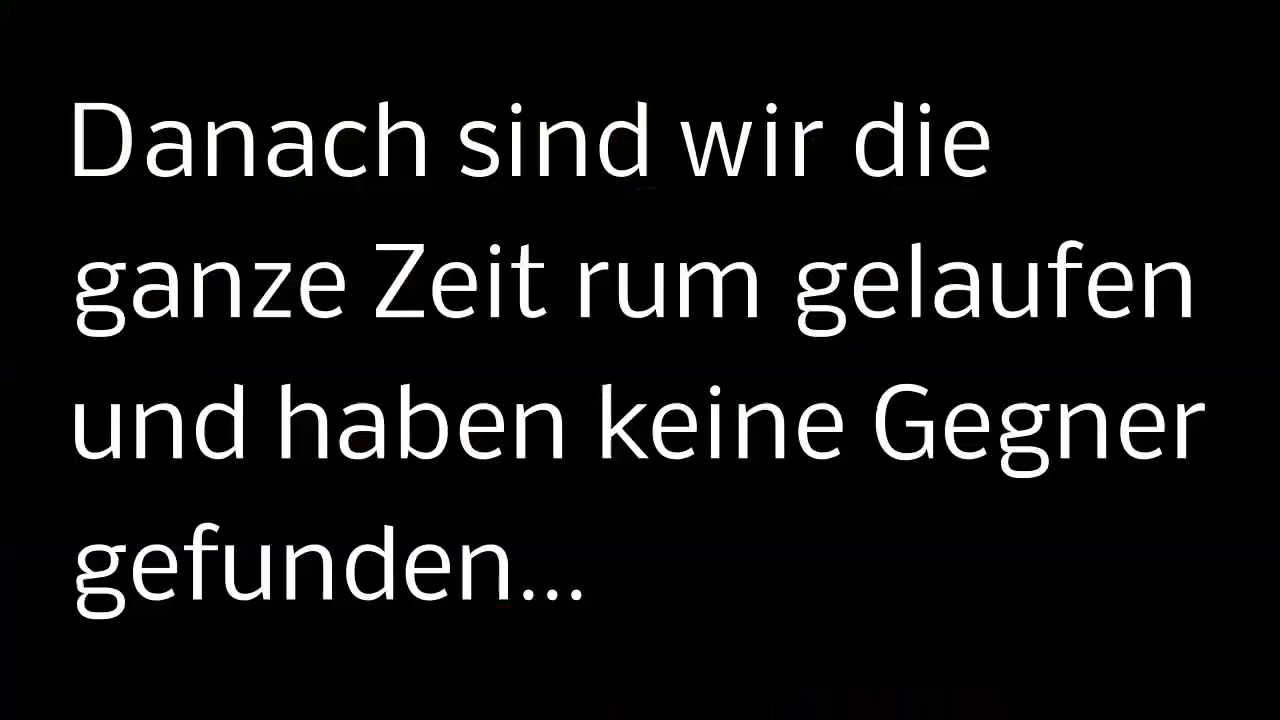 Danach sind wir die
ganze Zeit rum gelaufen
und haben keine Gegner
gefunden...